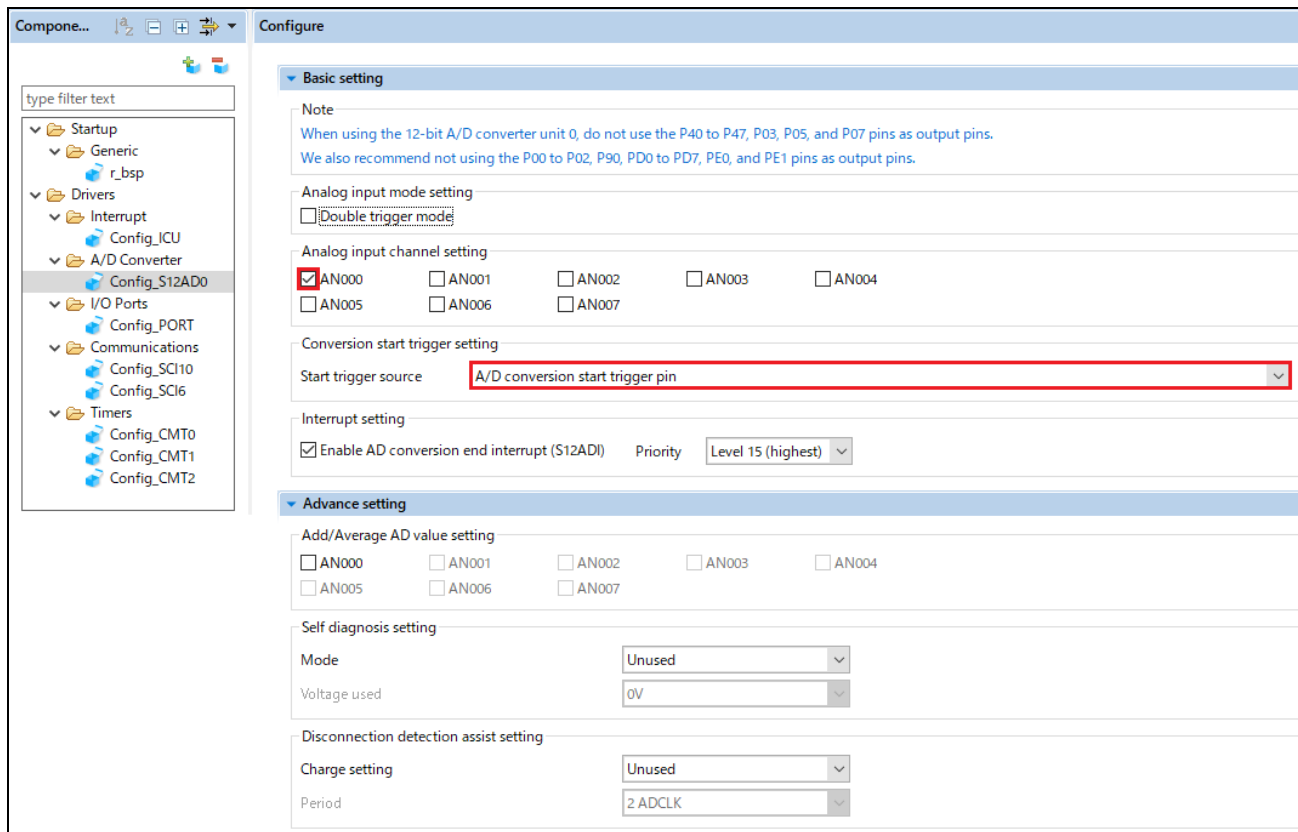 Compone...
Configure
type filter text
Startup
Generic
r_bsp
Drivers
Interrupt
Config_ICU
A/D Converter
Config_S12AD0
I/O Ports
Config_PORT
Communications
Config_SCI10
Config_SCI6
Timers
Config_CMT0
Config_CMT1
Config_CMT2
Basic setting
Note
When using the 12-bit A/D converter unit 0, do not use the P40 to P47, P03, P05, and P07 pins as output pins.
We also recommend not using the P00 to P02, P90, PD0 to PD7, PE0, and PE1 pins as output pins.
Analog input mode setting
Double trigger mode
Analog input channel setting
AN000 AN001 AN002 AN003 AN004
AN005 AN006 AN007
Conversion start trigger setting
Start trigger source A/D conversion start trigger pin
Interrupt setting
Enable AD conversion end interrupt (S12ADI) Priority Level 15 (highest)
Advance setting
Add/Average AD value setting
AN000 AN001 AN002 AN003 AN004
AN005 AN006 AN007
Self diagnosis setting
Mode Unused
Voltage used 0V
Disconnection detection assist setting
Charge setting Unused
Period 2 ADCLK